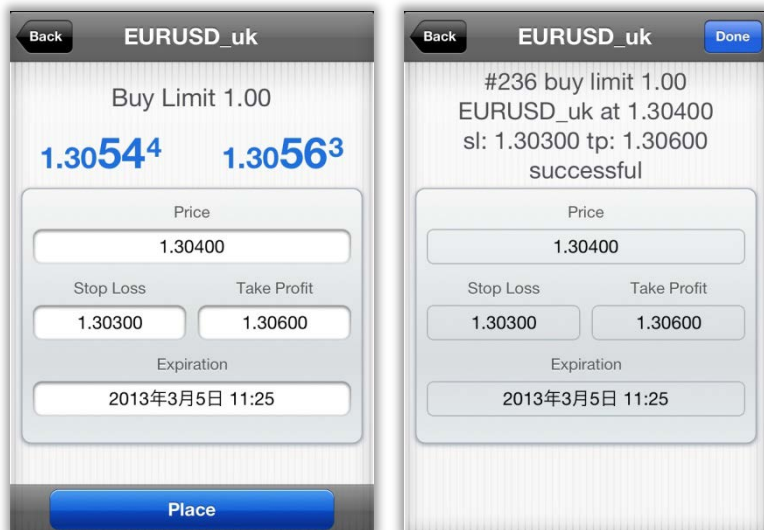 Back
EURUSD_uk
Buy Limit 1.00
1.30544 1.30563
Price
1.30400
Stop Loss Take Profit
1.30300 1.30600
Expiration
2013年3月5日 11:25
Place
Back
EURUSD_uk
Done
#236 buy limit 1.00
EURUSD_uk at 1.30400
sl: 1.30300 tp: 1.30600
successful
Price
1.30400
Stop Loss Take Profit
1.30300 1.30600
Expiration
2013年3月5日 11:25